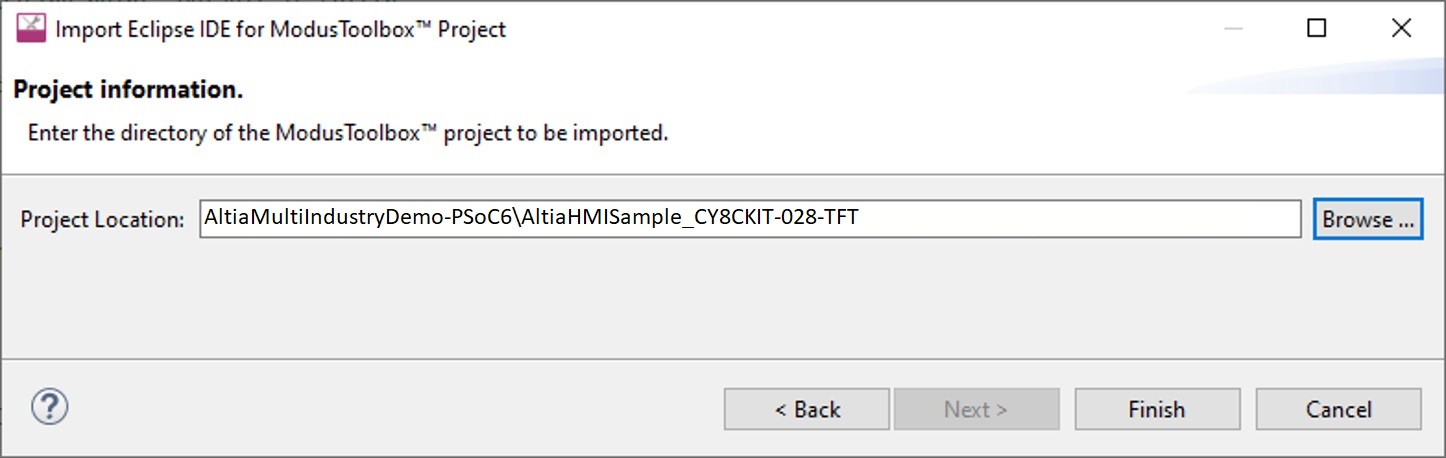 Import Eclipse IDE for ModusToolbox™ Project
Project information.
Enter the directory of the ModusToolbox™ project to be imported.
Project Location: AltiaMultiIndustryDemo-PSoC6\AltiaHMISample_CY8CKIT-028-TFT Browse ...
? < Back Next > Finish Cancel